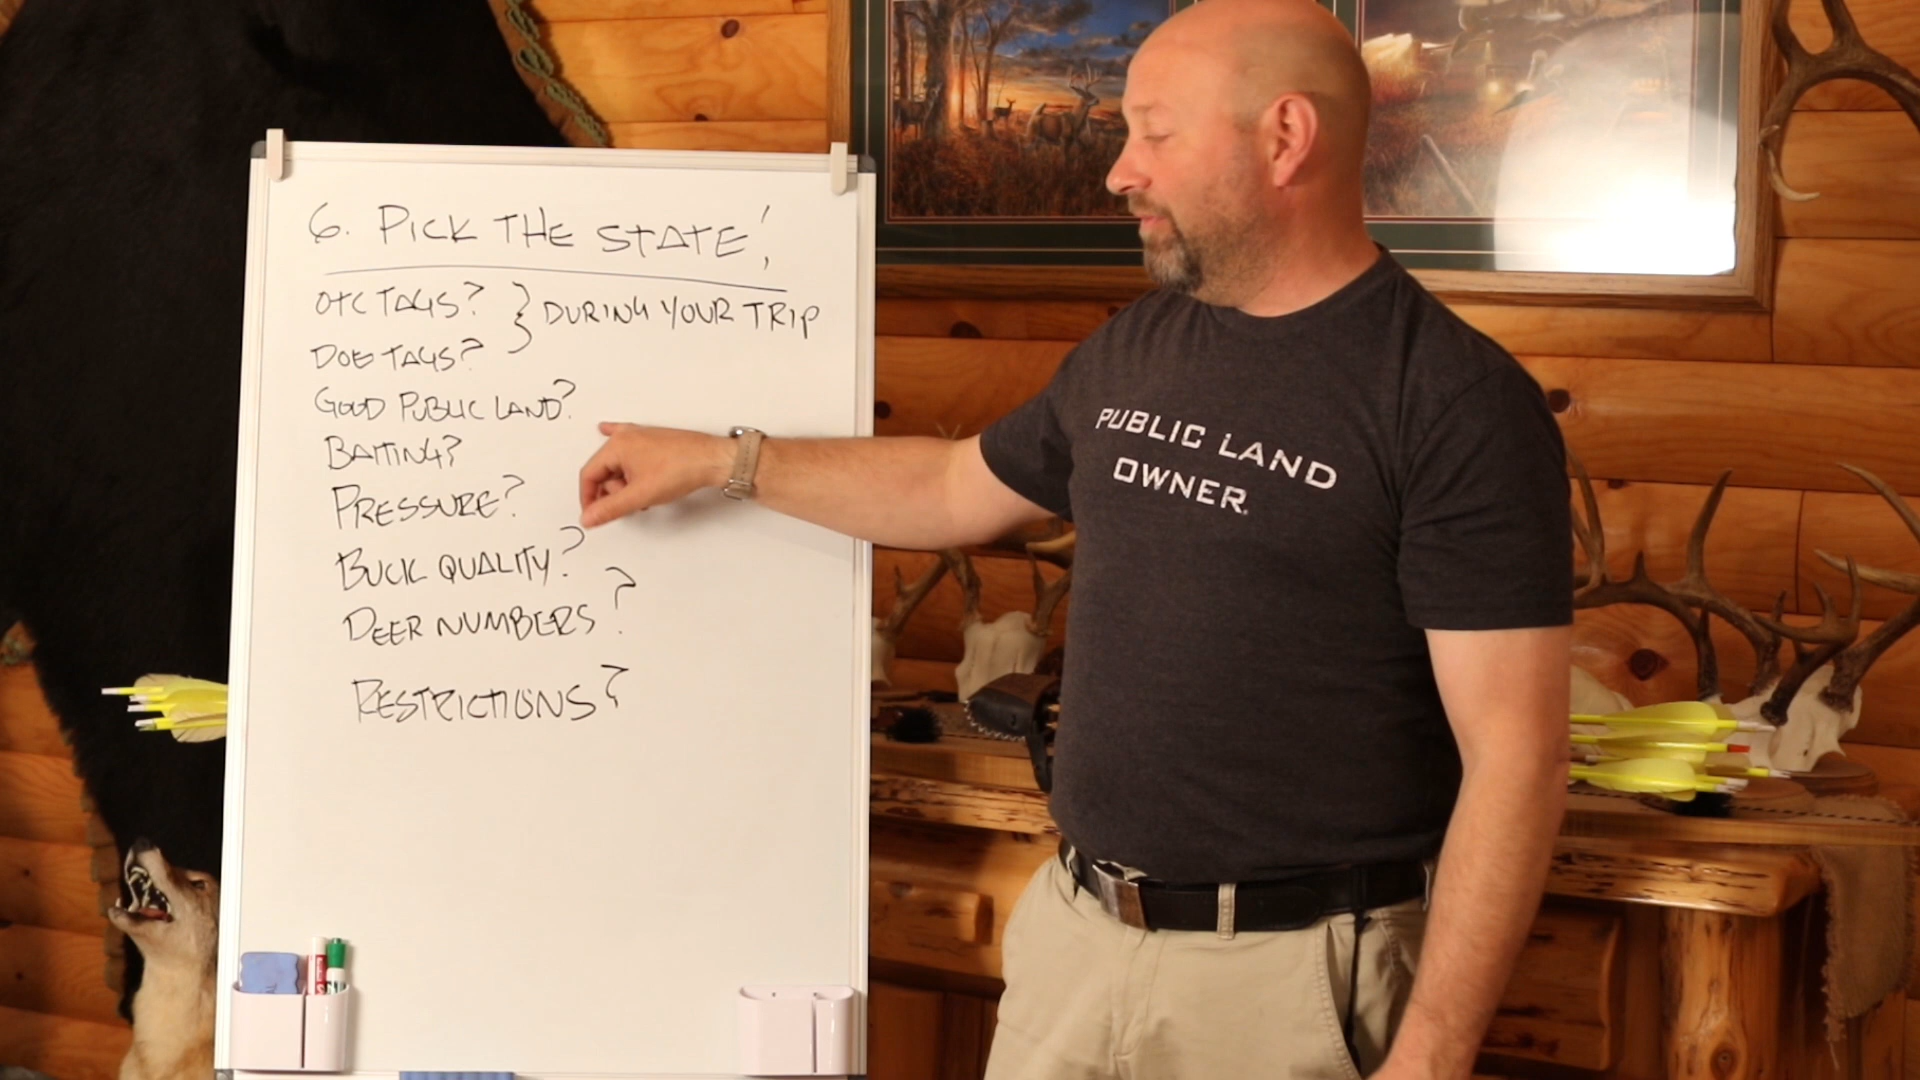 6. PICK THE STATE!
OTC TAGS? } DURING YOUR TRIP
DOE TAGS?
GOOD PUBLIC LAND?
BAITING?
PRESSURE?
BUCK QUALITY?
DEER NUMBERS?
RESTRICTIONS?
PUBLIC LAND
OWNER.